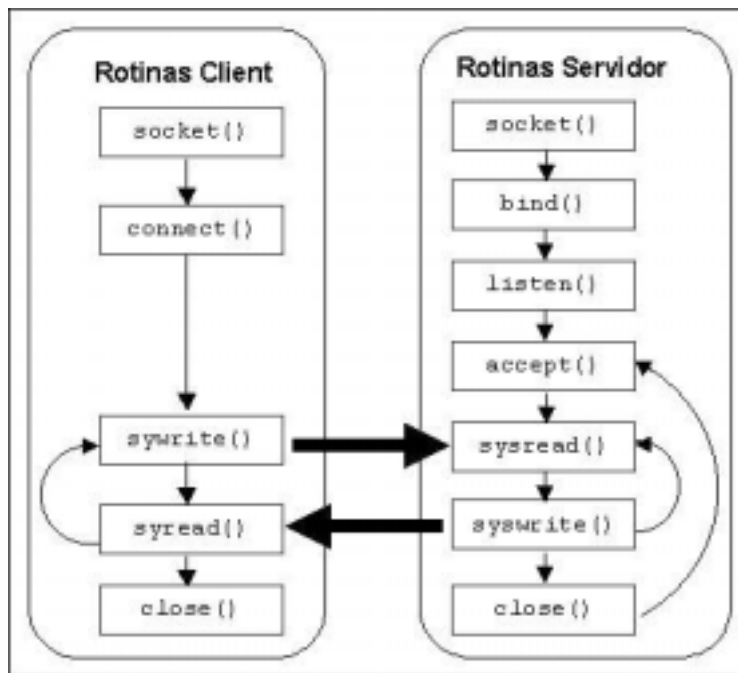 Rotinas Client
socket()
connect()
sywrite()
syread()
close()
Rotinas Servidor
socket()
bind()
listen()
accept()
sysread()
syswrite()
close()